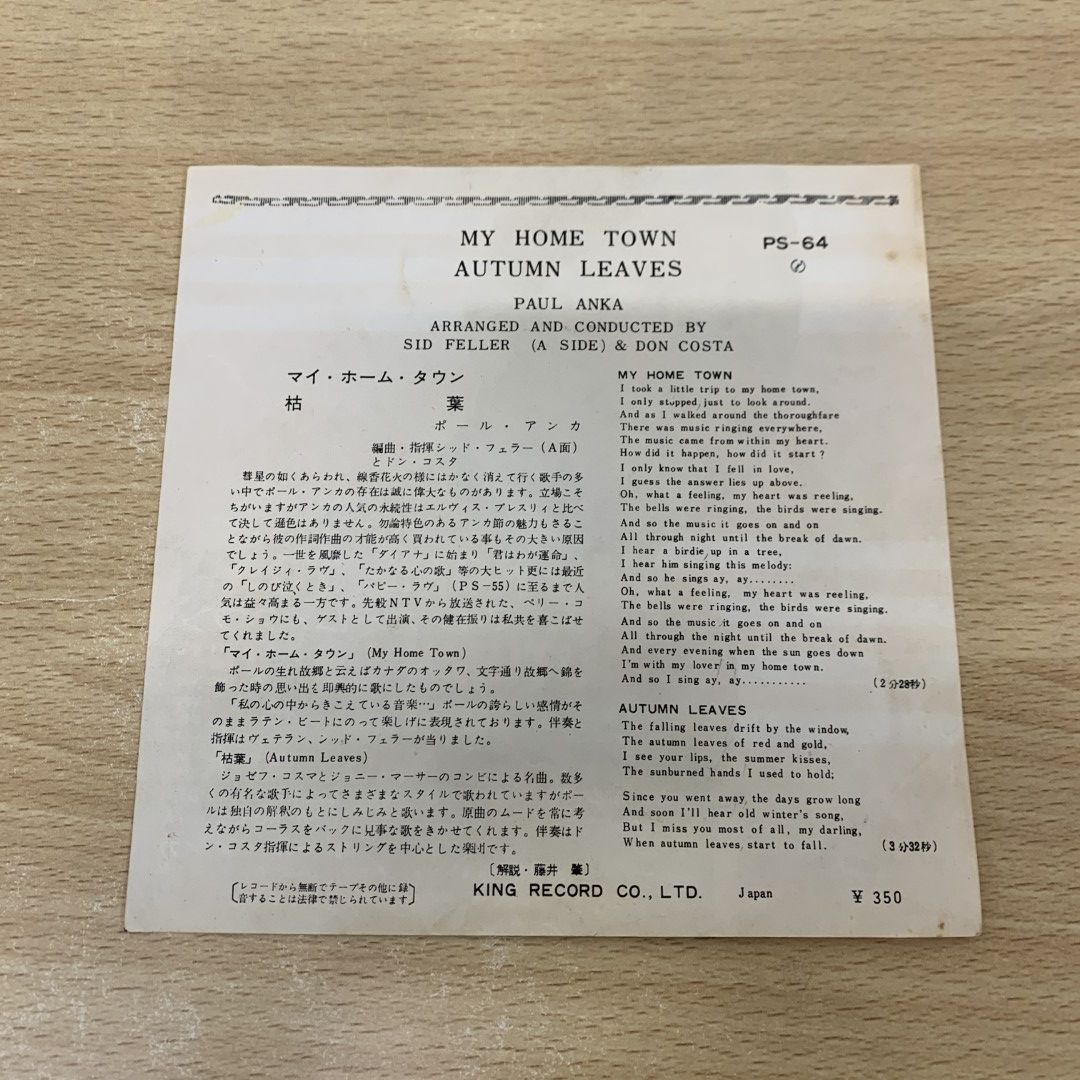 MY HOME TOWN
AUTUMN LEAVES
PS-64
PAUL ANKA
ARRANGED AND CONDUCTED BY
SID FELLER (A SIDE) & DON COSTA
マイ・ホーム・タウン
枯葉
ポール・アンカ
編曲・指揮シッド・フェラー(A面)
とドン・コスタ
彗星の如くあらわれ、線香花火の様にはかなく消えて行く歌手の多
い中でポール・アンカの存在は誠に偉大なものがあります。立場こそ
ちがいますがアンカの人気の永続性はエルヴィス・プレスリィと比べ
て決して遜色はありません。勿論特色のあるアンカ節の魅力もさるこ
とながら彼の作詞作曲の才能が高く買われている事もその大きい原因
でしょう。一世を風靡した「ダイアナ」に始まり「君はわが運命」、
「クレイジィ・ラヴ」、「たかなる心の歌」等の大ヒット更には最近
の「しのび泣くとき」、「パピー・ラヴ」(PS-55)に至るまで人
気は益々高まる一方です。先般NTVから放送された、ペリー・コ
モ・ショウにも、ゲストとして出演、その健在振りは私共を喜こばせ
てくれました。
「マイ・ホーム・タウン」(My Home Town)
ポールの生れ故郷と云えばカナダのオッタワ、文字通り故郷へ錦を
飾った時の思い出を即興的に歌にしたものでしょう。
「私の心の中からきこえている音楽…」ポールの誇らしい感情がそ
のままラテン・ビートにのって楽しげに表現されております。伴奏と
指揮はヴェテラン、シッド・フェラーが当りました。
「枯葉」(Autumn Leaves)
ジョゼフ・コスマとジョニー・マーサーのコンビによる名曲。数多
くの有名な歌手によってさまざまなスタイルで歌われていますがポー
ルは独自の解釈のもとにしみじみと歌います。原曲のムードを常に考
えながらコーラスをバックに見事な歌をきかせてくれます。伴奏はド
ン・コスタ指揮によるストリングを中心とした楽団です。
〔解説・藤井 肇〕
MY HOME TOWN
I took a little trip to my home town,
I only stopped just to look around.
And as I walked around the thoroughfare
There was music ringing everywhere,
The music came from within my heart.
How did it happen, how did it start?
I only know that I fell in love,
I guess the answer lies up above.
Oh, what a feeling, my heart was reeling,
The bells were ringing, the birds were singing.
And so the music it goes on and on
All through night until the break of dawn.
I hear a birdie up in a tree,
I hear him singing this melody:
And so he sings ay, ay........
Oh, what a feeling, my heart was reeling,
The bells were ringing, the birds were singing.
And so the music it goes on and on
All through the night until the break of dawn.
And every evening when the sun goes down
I'm with my lover in my home town.
And so I sing ay, ay...........
(2分28秒)
AUTUMN LEAVES
The falling leaves drift by the window,
The autumn leaves of red and gold,
I see your lips, the summer kisses,
The sunburned hands I used to hold;
Since you went away the days grow long
And soon I'll hear old winter's song,
But I miss you most of all, my darling,
When autumn leaves start to fall.
(3分32秒)
〔レコードから無断でテープその他に録
音することは法律で禁じられています〕
KING RECORD CO., LTD. Japan ¥ 350